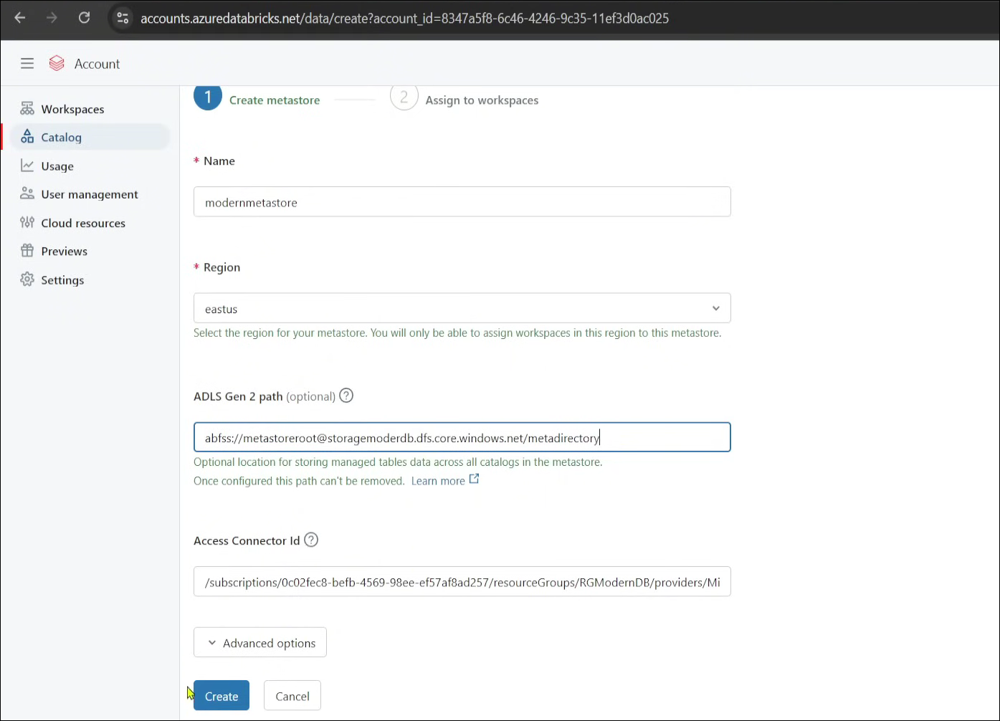 accounts.azuredatabricks.net/data/create?account_id=8347a5f8-6c46-4246-9c35-11ef3d0ac025
Account
Workspaces
Catalog
Usage
User management
Cloud resources
Previews
Settings
1 Create metastore
2 Assign to workspaces
* Name
modernmetastore
* Region
eastus
Select the region for your metastore. You will only be able to assign workspaces in this region to this metastore.
ADLS Gen 2 path (optional) ?
abfss://metastoreroot@storagemoderdb.dfs.core.windows.net/metadirectory
Optional location for storing managed tables data across all catalogs in the metastore.
Once configured this path can't be removed. Learn more
Access Connector Id ?
/subscriptions/0c02fec8-befb-4569-98ee-ef57af8ad257/resourceGroups/RGModernDB/providers/Mi
Advanced options
Create
Cancel